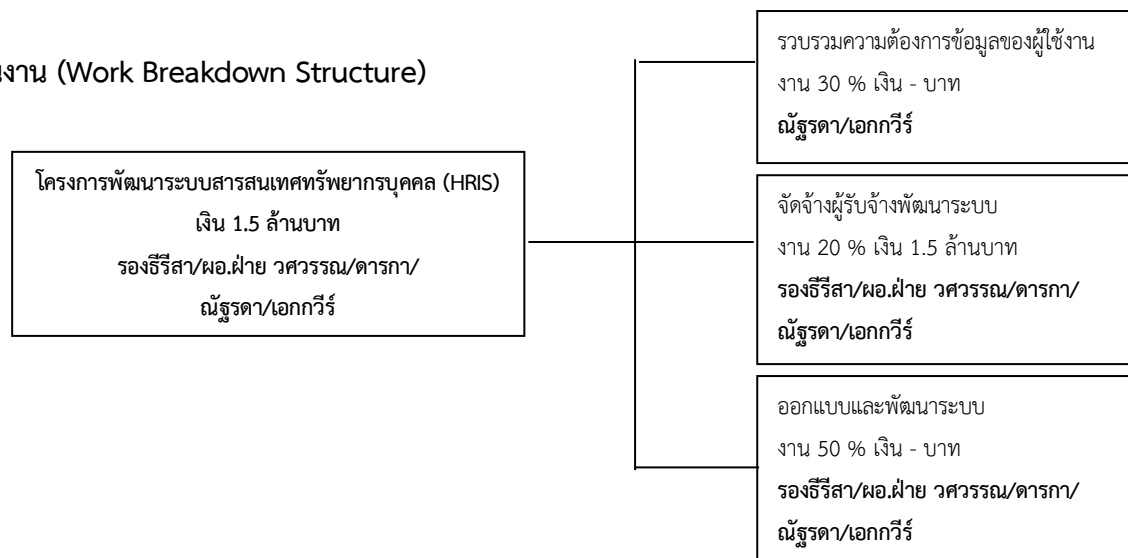 นงาน (Work Breakdown Structure)
โครงการพัฒนาระบบสารสนเทศทรัพยากรบุคคล (HRIS)
เงิน 1.5 ล้านบาท
รองธีรีสา/ผอ.ฝ่าย วศวรรณ/ดารกา/
ณัฐรดา/เอกกวีร์
รวบรวมความต้องการข้อมูลของผู้ใช้งาน
งาน 30 % เงิน - บาท
ณัฐรดา/เอกกวีร์
จัดจ้างผู้รับจ้างพัฒนาระบบ
งาน 20 % เงิน 1.5 ล้านบาท
รองธีรีสา/ผอ.ฝ่าย วศวรรณ/ดารกา/
ณัฐรดา/เอกกวีร์
ออกแบบและพัฒนาระบบ
งาน 50 % เงิน - บาท
รองธีรีสา/ผอ.ฝ่าย วศวรรณ/ดารกา/
ณัฐรดา/เอกกวีร์